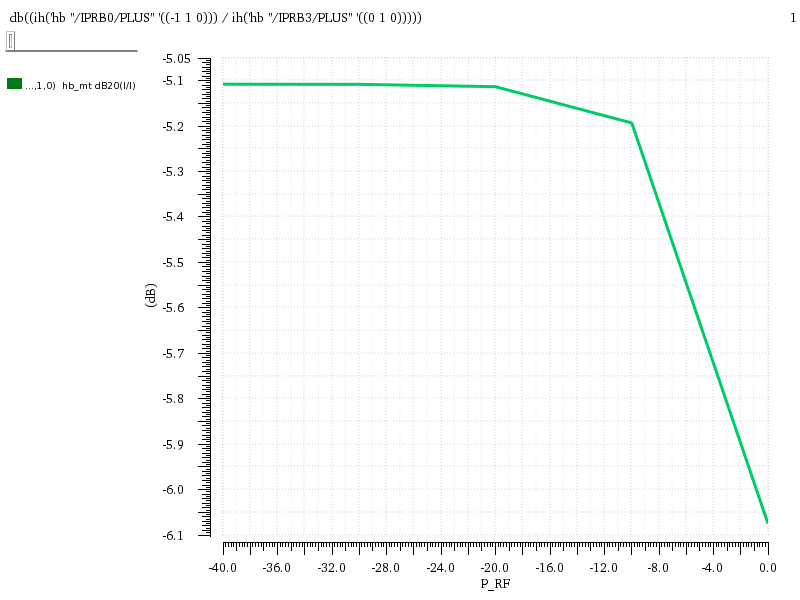 db((ih('hb "/IPRB0/PLUS" '((-1 1 0))) / ih('hb "/IPRB3/PLUS" '((0 1 0)))))
1
...,1,0) hb_mt dB20(I/I)
(dB)
-5.05
-5.1
-5.2
-5.3
-5.4
-5.5
-5.6
-5.7
-5.8
-5.9
-6.0
-6.1
-40.0 -36.0 -32.0 -28.0 -24.0 -20.0 -16.0 -12.0 -8.0 -4.0 0.0
P_RF